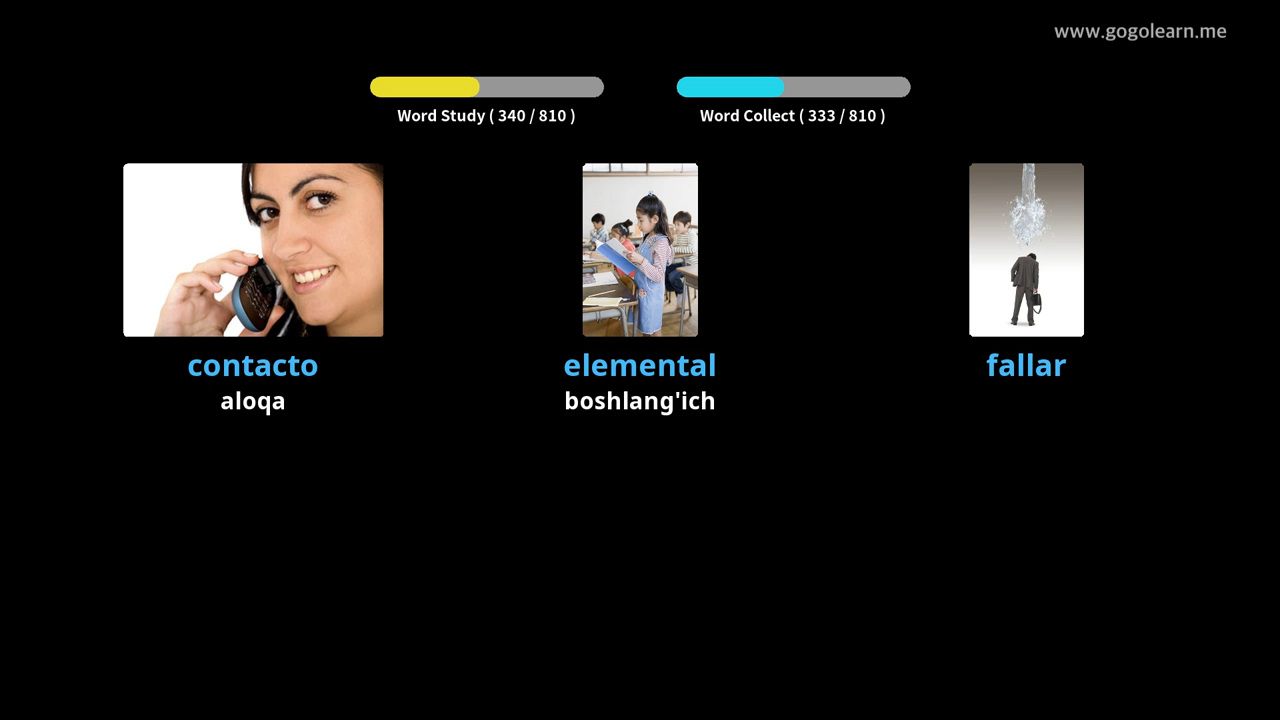 www.gogolearn.me
Word Study ( 340 / 810 )
Word Collect ( 333 / 810 )
contacto
aloqa
elemental
boshlang'ich
fallar